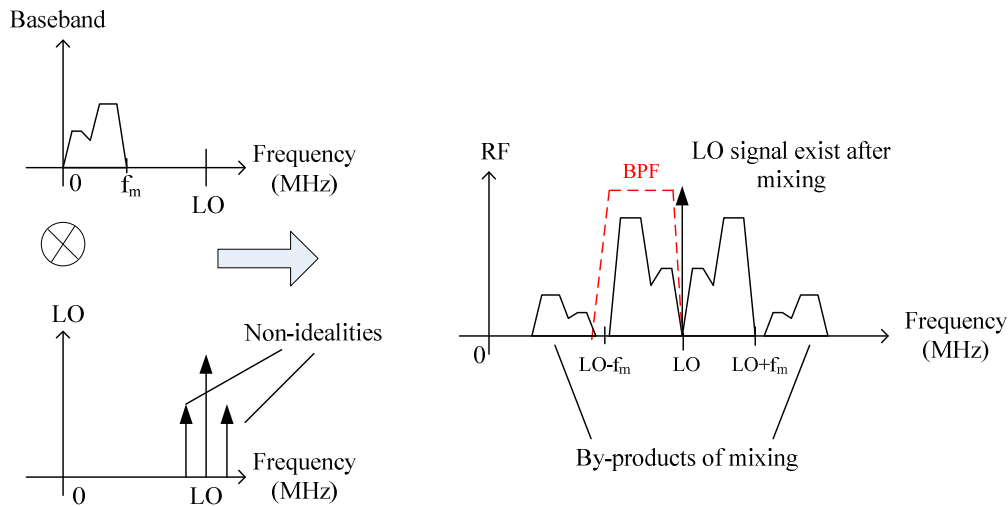 Baseband
0
fm
LO
Frequency
(MHz)
LO
Non-idealities
0
LO
Frequency
(MHz)
RF
BPF
LO signal exist after
mixing
0
LO-fm
LO
LO+fm
Frequency
(MHz)
By-products of mixing